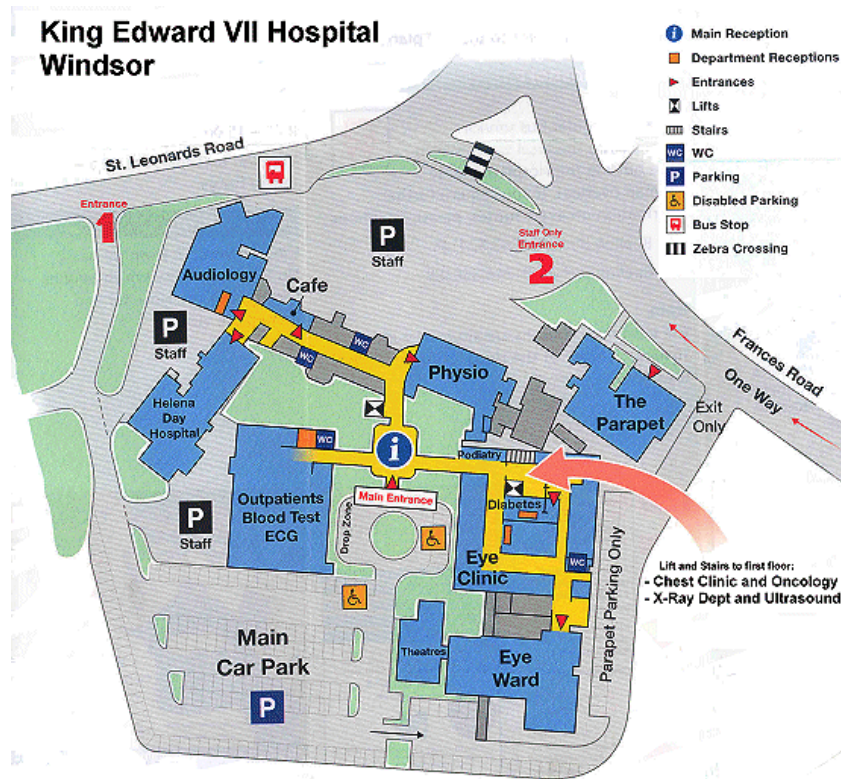 King Edward VII Hospital
Windsor
i Main Reception
Department Receptions
Entrances
Lifts
Stairs
WC WC
P Parking
Disabled Parking
Bus Stop
Zebra Crossing
St. Leonards Road
Entrance
1
P
Staff
Staff Only
Entrance
2
Audiology
Cafe
P
Staff
WC
WC
Physio
Frances Road
One Way
The
Parapet
Exit
Only
Helena
Day
Hospital
WC
i
Podiatry
Main Entrance
Outpatients
Blood Test
ECG
Diabetes
Drop Zone
P
Staff
Eye
Clinic
WC
Parapet Parking Only
Lift and Stairs to first floor:
- Chest Clinic and Oncology
- X-Ray Dept and Ultrasound
Main
Car Park
P
Theatres
Eye
Ward